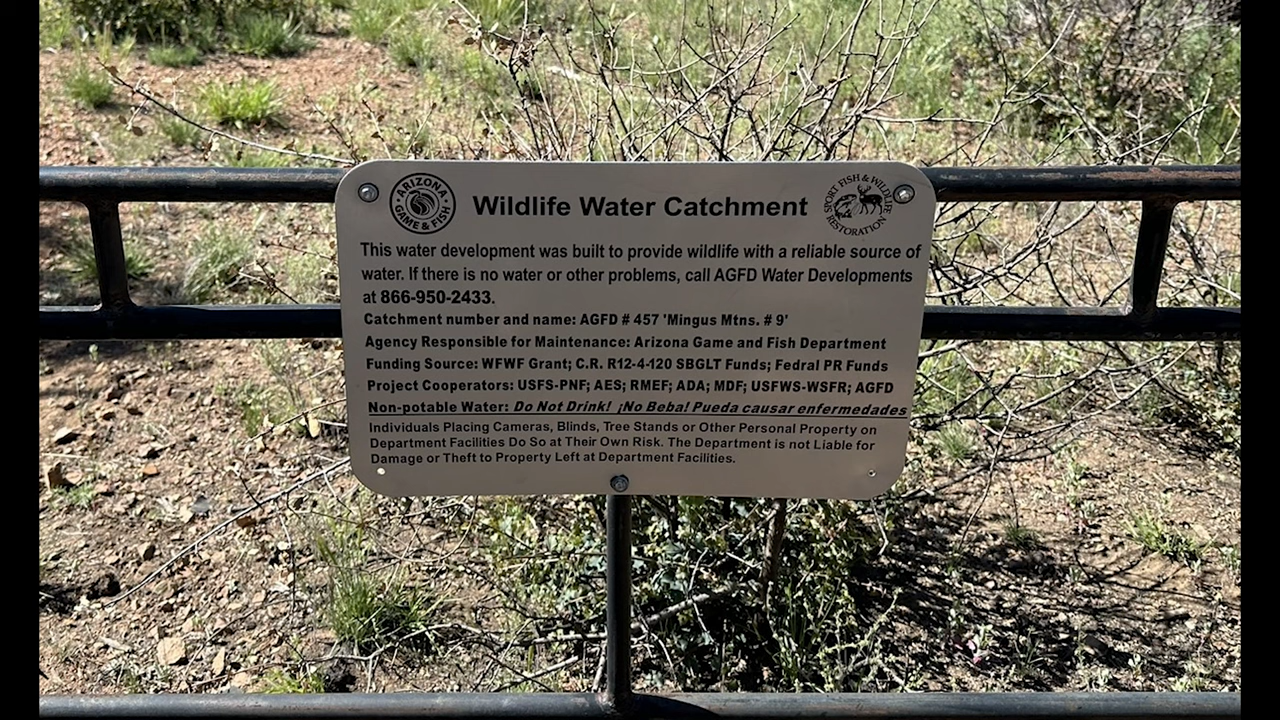 ARIZONA GAME & FISH
Wildlife Water Catchment
SPORT FISH & WILDLIFE RESTORATION
This water development was built to provide wildlife with a reliable source of
water. If there is no water or other problems, call AGFD Water Developments
at 866-950-2433.
Catchment number and name: AGFD # 457 'Mingus Mtns. # 9'
Agency Responsible for Maintenance: Arizona Game and Fish Department
Funding Source: WFWF Grant; C.R. R12-4-120 SBGLT Funds; Fedral PR Funds
Project Cooperators: USFS-PNF; AES; RMEF; ADA; MDF; USFWS-WSFR; AGFD
Non-potable Water: Do Not Drink! ¡No Beba! Pueda causar enfermedades
Individuals Placing Cameras, Blinds, Tree Stands or Other Personal Property on
Department Facilities Do So at Their Own Risk. The Department is not Liable for
Damage or Theft to Property Left at Department Facilities.